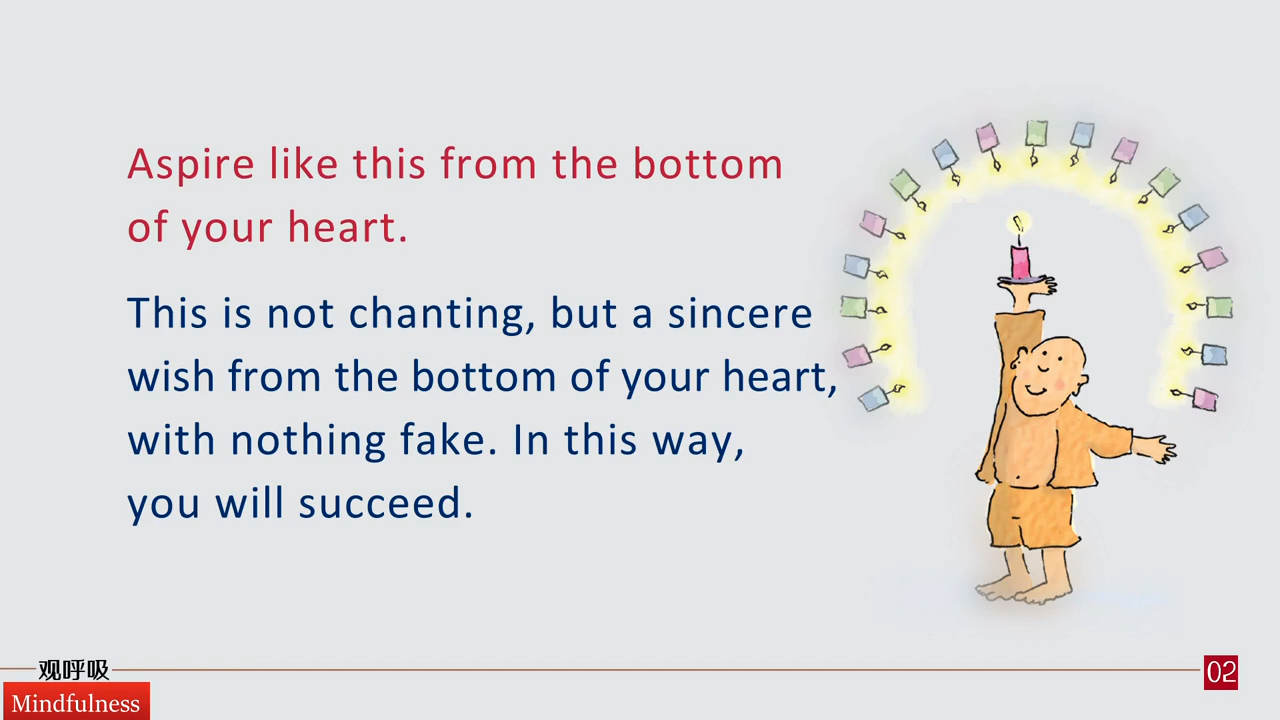 Aspire like this from the bottom
of your heart.
This is not chanting, but a sincere
wish from the bottom of your heart,
with nothing fake. In this way,
you will succeed.
观呼吸
02
Mindfulness